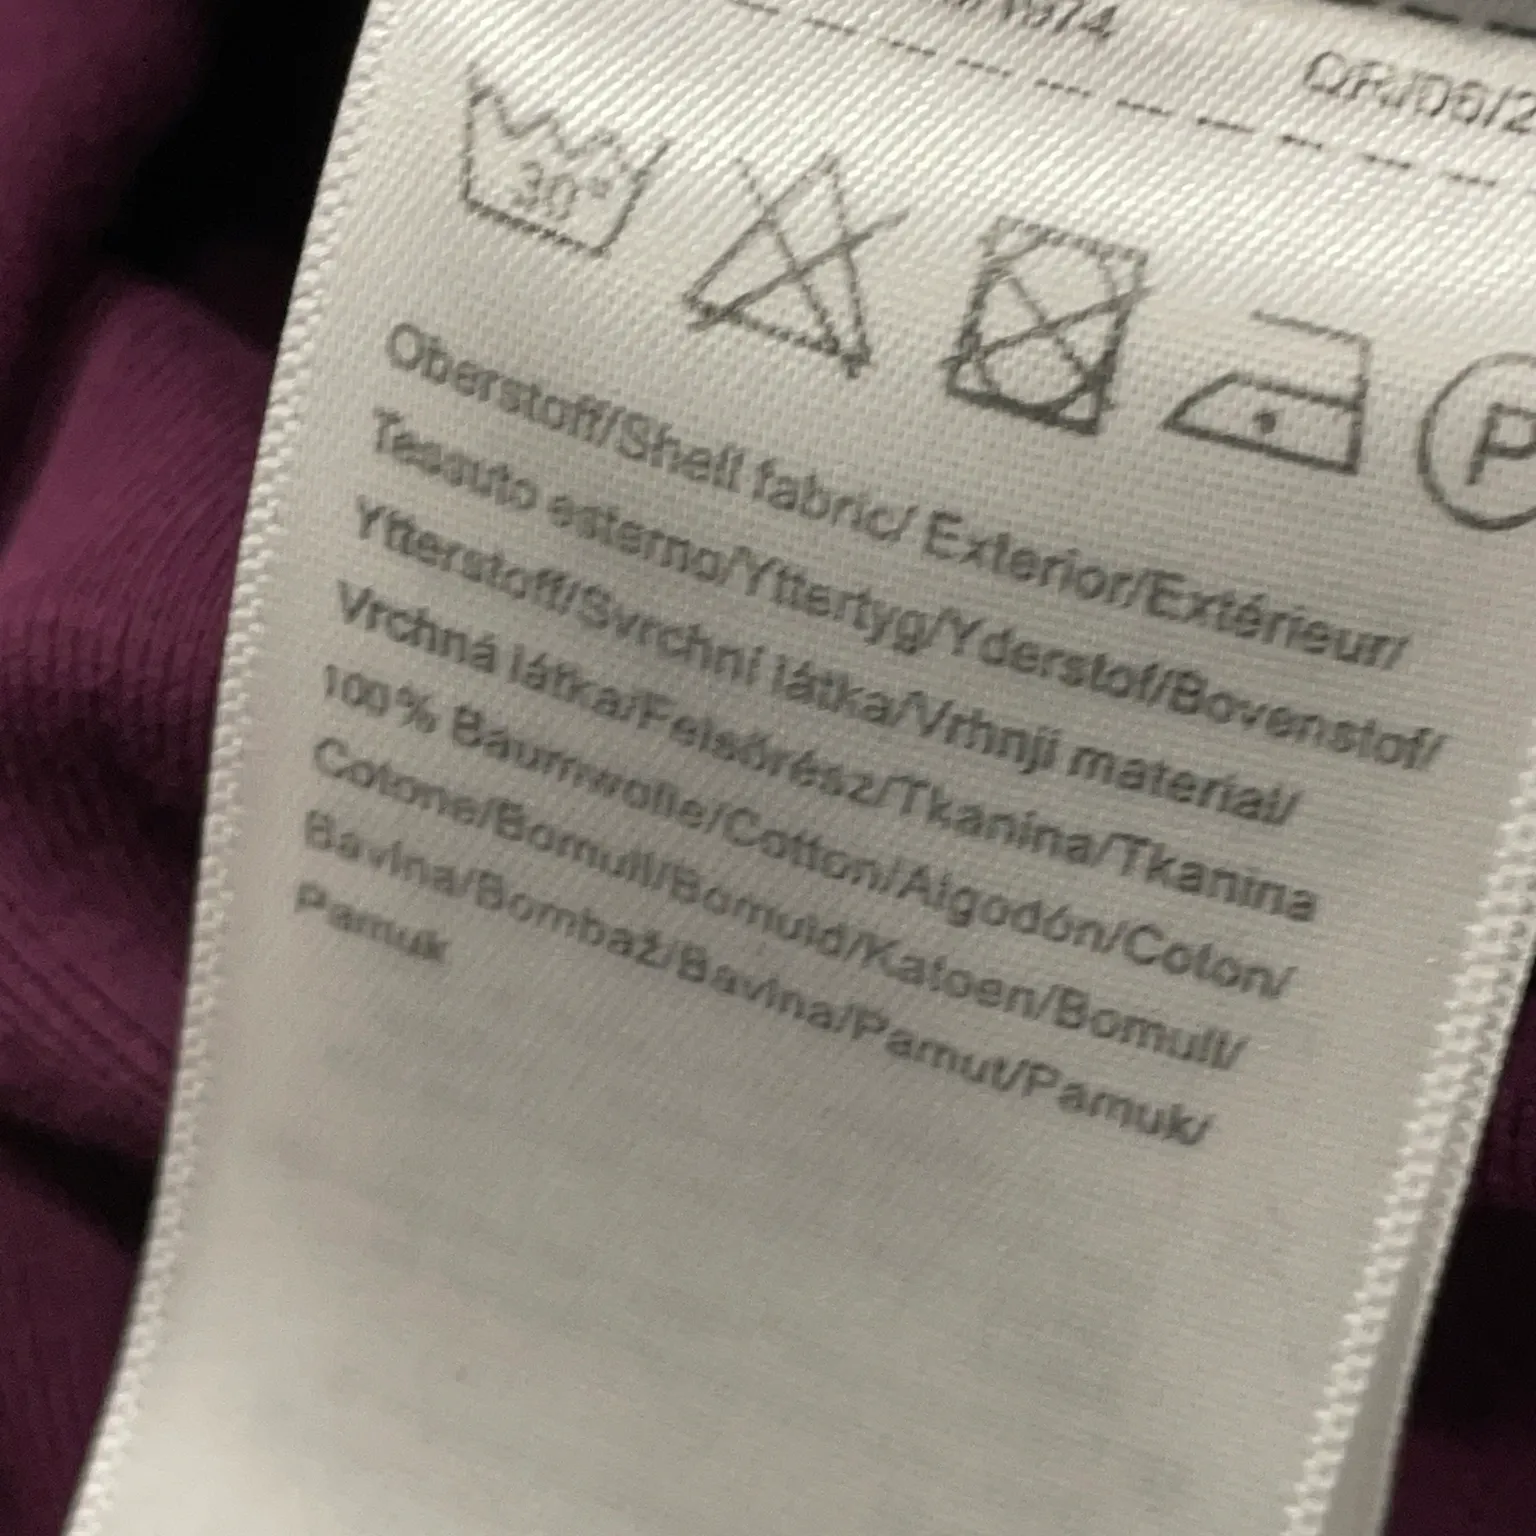 30°
P
Oberstoff/Shell fabric/ Exterior/Extérieur/
Tessuto esterno/Yttertyg/Yderstof/Bovenstof/
Ytterstoff/Svrchní látka/Vrhnji material/
Vrchná látka/Felsőrész/Tkanina/Tkanina
100% Baumwolle/Cotton/Algodón/Coton/
Cotone/Bomull/Bomuld/Katoen/Bomull/
Bavlna/Bombaž/Bavlna/Pamut/Pamuk/
Pamuk